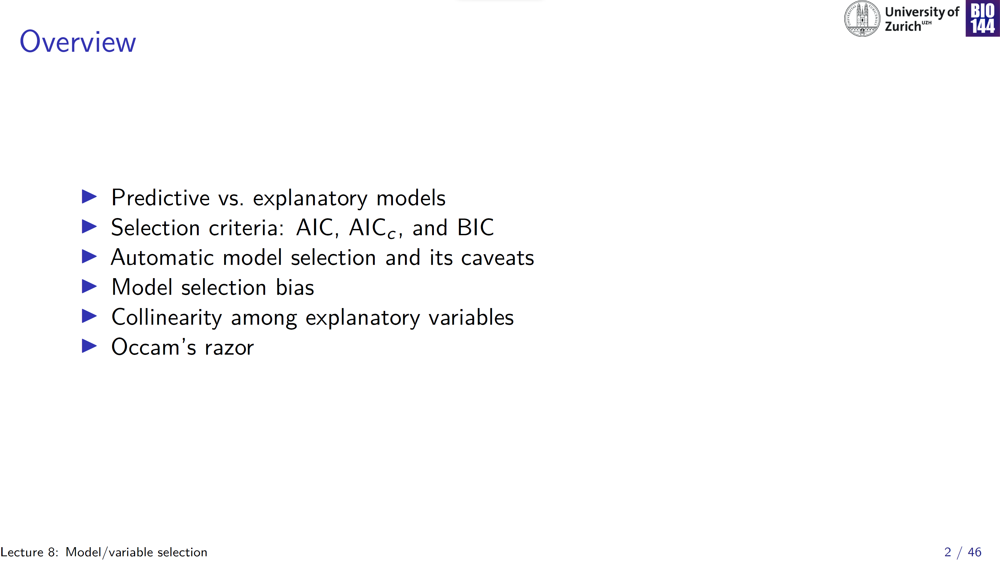 University of
Zurich UZH
BIO
144
Overview
▶ Predictive vs. explanatory models
▶ Selection criteria: AIC, AICc, and BIC
▶ Automatic model selection and its caveats
▶ Model selection bias
▶ Collinearity among explanatory variables
▶ Occam's razor
Lecture 8: Model/variable selection
2 / 46